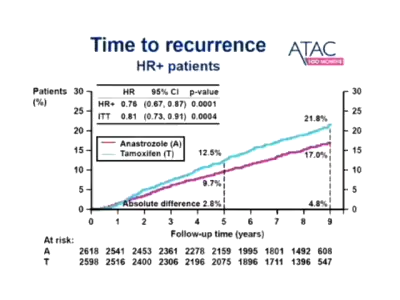 Time to recurrence
HR+ patients
ATAC
100 MONTHS
Patients
(%)
HR 95% CI p-value
HR+ 0.76 (0.67, 0.87) 0.0001
ITT 0.81 (0.73, 0.91) 0.0004
30
25
20
15
10
5
0
Anastrozole (A)
Tamoxifen (T)
12.5%
9.7%
21.8%
17.0%
Absolute difference 2.8%
4.8%
30
25
20
15
10
5
0
0 1 2 3 4 5 6 7 8 9
Follow-up time (years)
At risk:
A 2618 2541 2453 2361 2278 2159 1995 1801 1492 608
T 2598 2516 2400 2306 2196 2075 1896 1711 1396 547